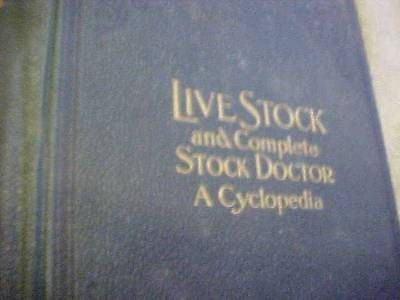 LIVE STOCK
and Complete
STOCK DOCTOR
A Cyclopedia